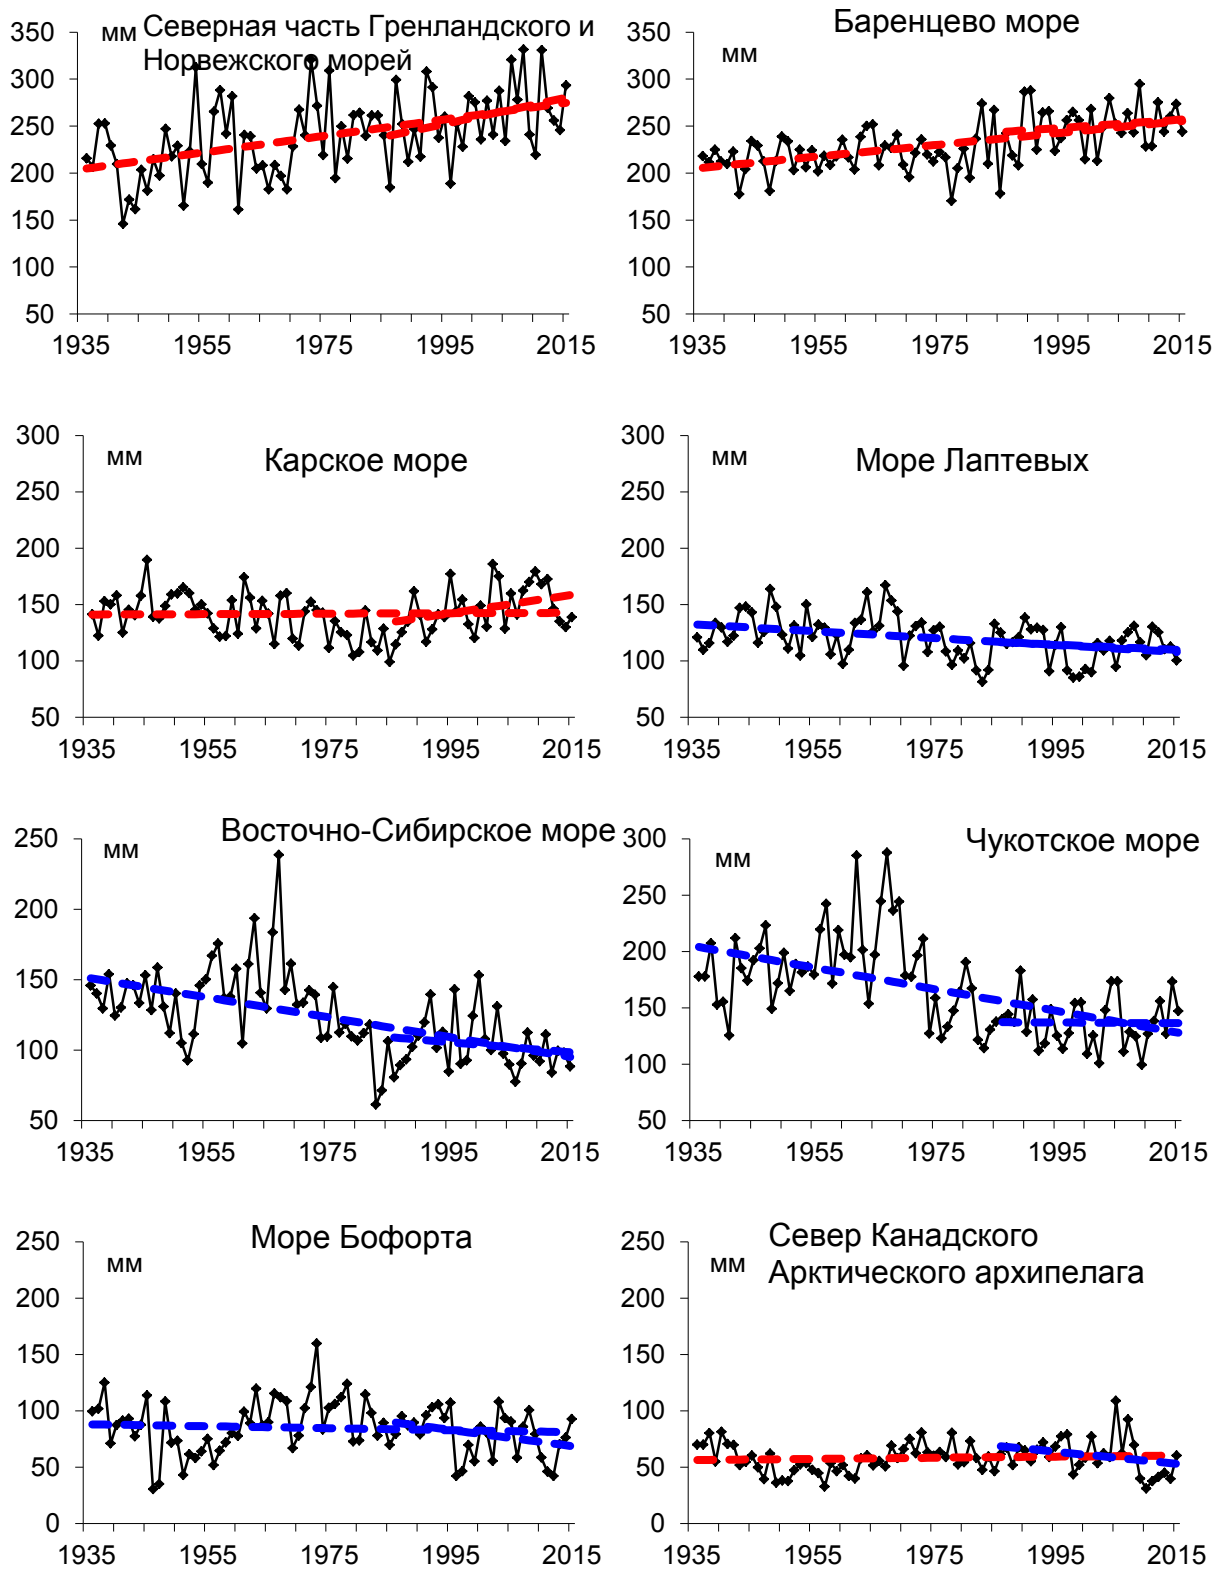 мм Северная часть Гренландского и
Норвежского морей
350
300
250
200
150
100
50
1935 1955 1975 1995 2015
Баренцево море
мм
350
300
250
200
150
100
50
1935 1955 1975 1995 2015
Карское море
мм
300
250
200
150
100
50
1935 1955 1975 1995 2015
Море Лаптевых
мм
300
250
200
150
100
50
1935 1955 1975 1995 2015
Восточно-Сибирское море
мм
250
200
150
100
50
1935 1955 1975 1995 2015
Чукотское море
мм
300
250
200
150
100
50
1935 1955 1975 1995 2015
Море Бофорта
мм
250
200
150
100
50
0
1935 1955 1975 1995 2015
Север Канадского
мм Арктического архипелага
250
200
150
100
50
0
1935 1955 1975 1995 2015